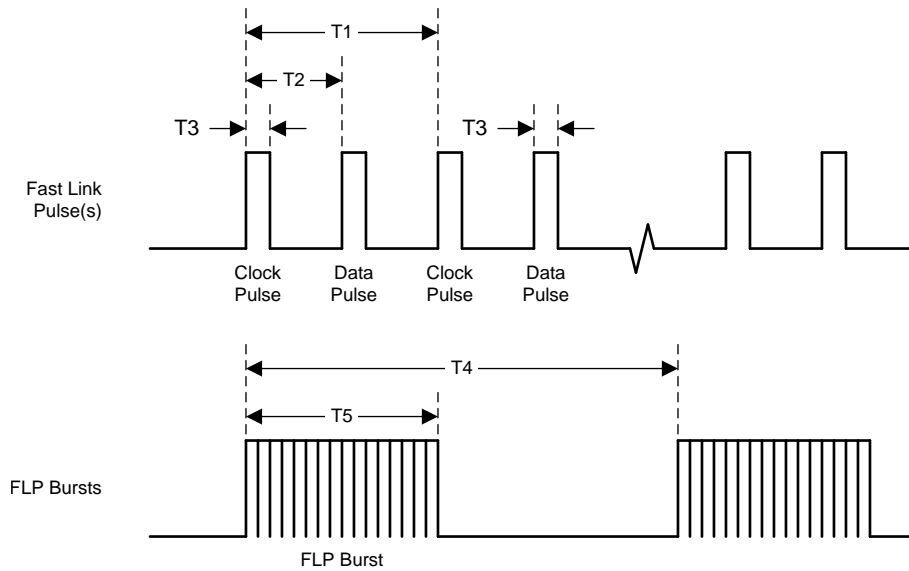 T1
T2
T3
T3
Fast Link
Pulse(s)
Clock
Pulse
Data
Pulse
Clock
Pulse
Data
Pulse
T4
T5
FLP Bursts
FLP Burst